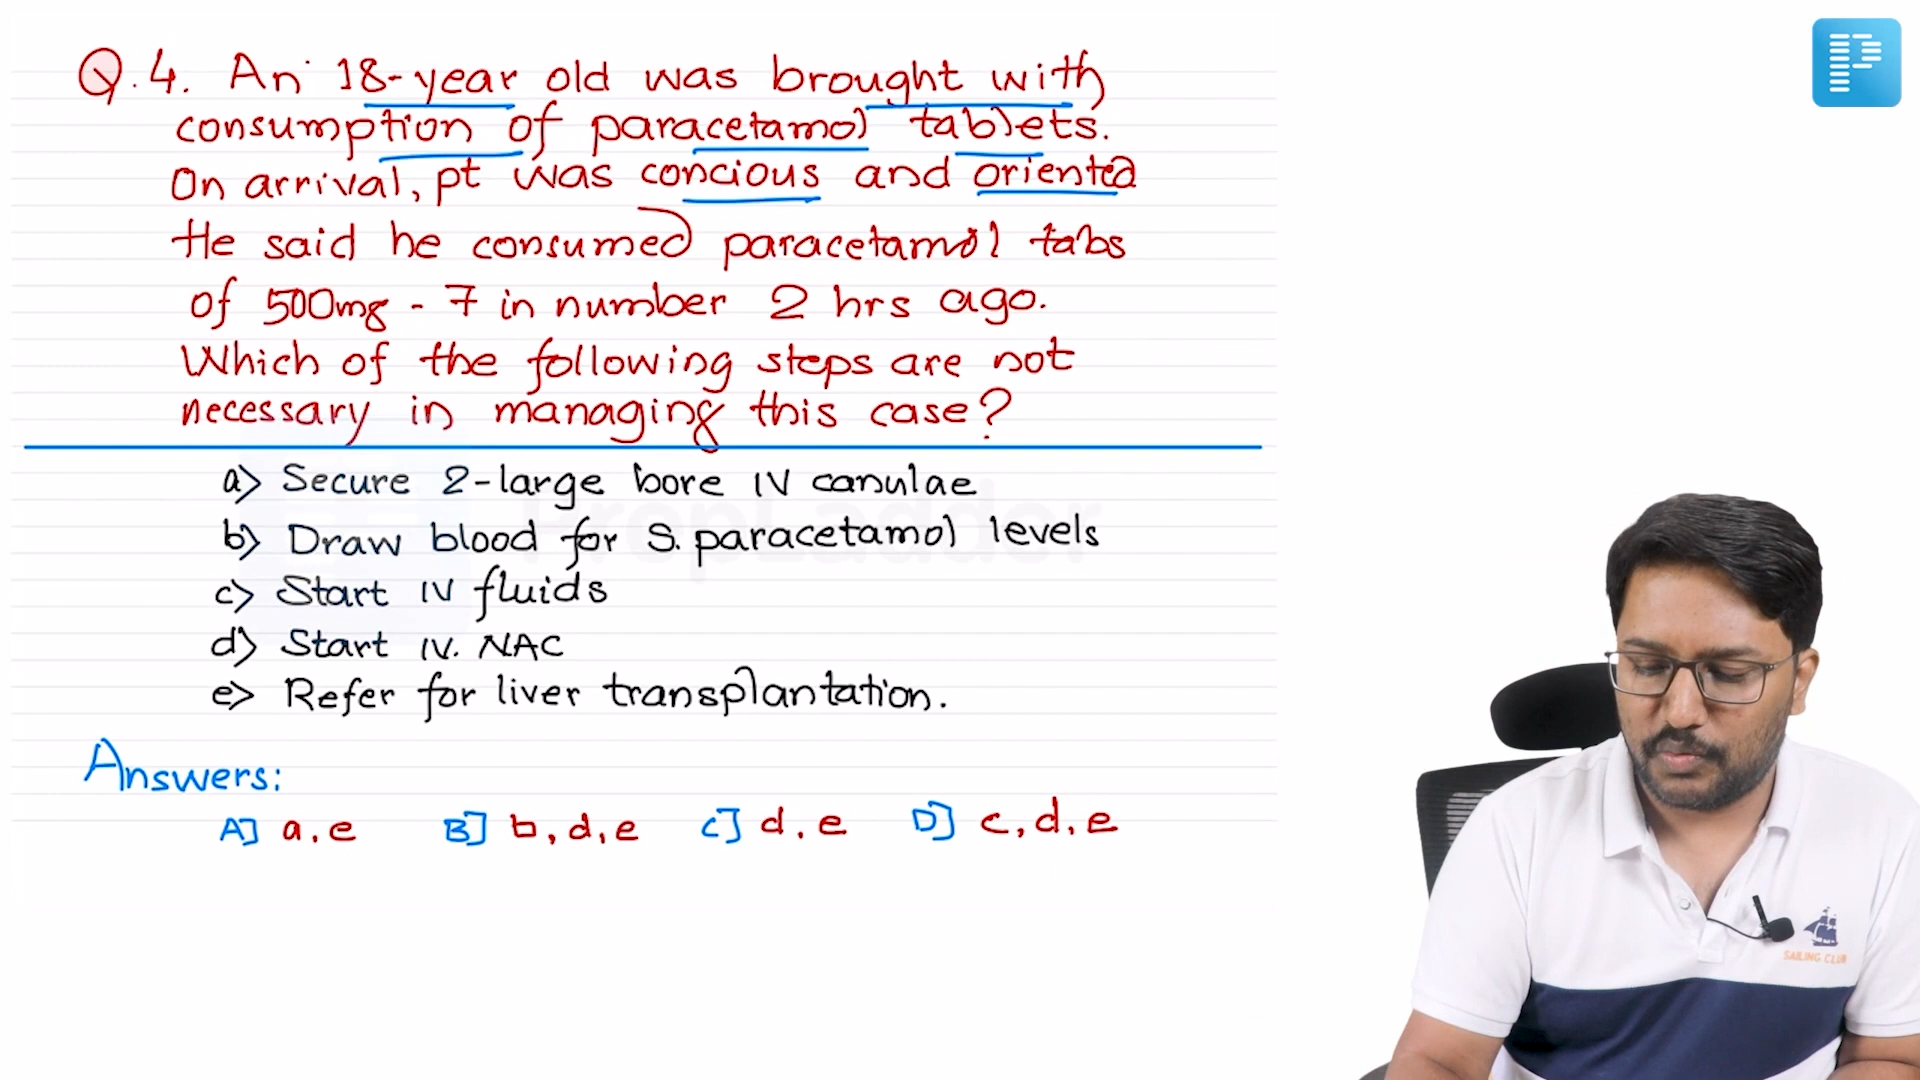 Q.4. An 18-year old was brought with
consumption of paracetamol tablets.
On arrival, pt was concious and oriented
He said he consumed paracetamol tabs
of 500mg - 7 in number 2 hrs ago.
Which of the following steps are not
necessary in managing this case?
a) Secure 2-large bore IV canulae
b) Draw blood for S. paracetamol levels
c) Start IV fluids
d) Start IV. NAC
e) Refer for liver transplantation.
PrepLadder
Answers:
A] a, e B] b, d, e C] d, e D] c, d, e
SAILING CLUB